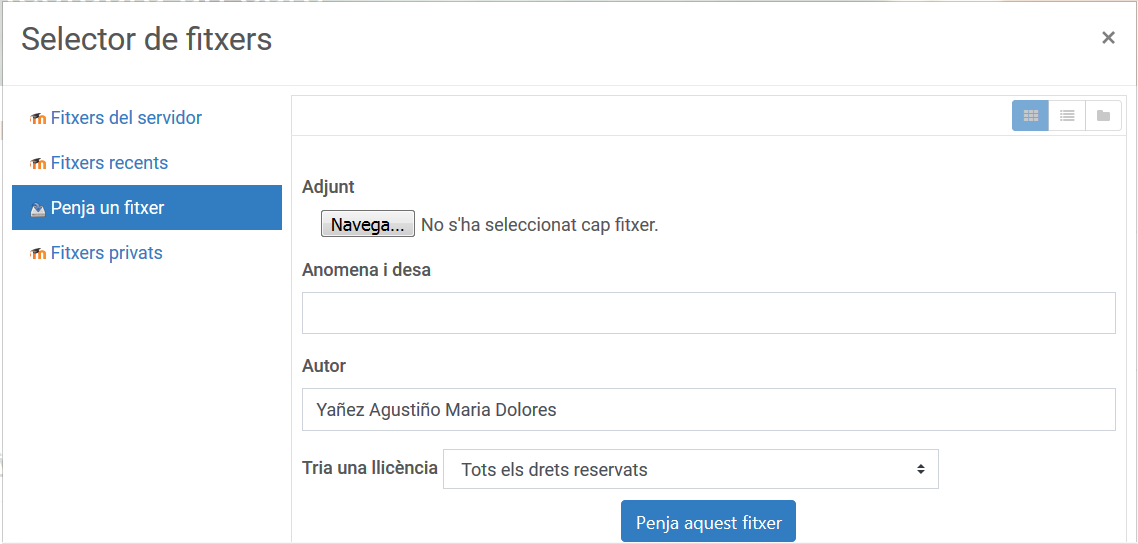 Selector de fitxers
×
Fitxers del servidor
Fitxers recents
Penja un fitxer
Fitxers privats
Adjunt
Navega... No s'ha seleccionat cap fitxer.
Anomena i desa
Autor
Yañez Agustiño Maria Dolores
Tria una llicència Tots els drets reservats
Penja aquest fitxer